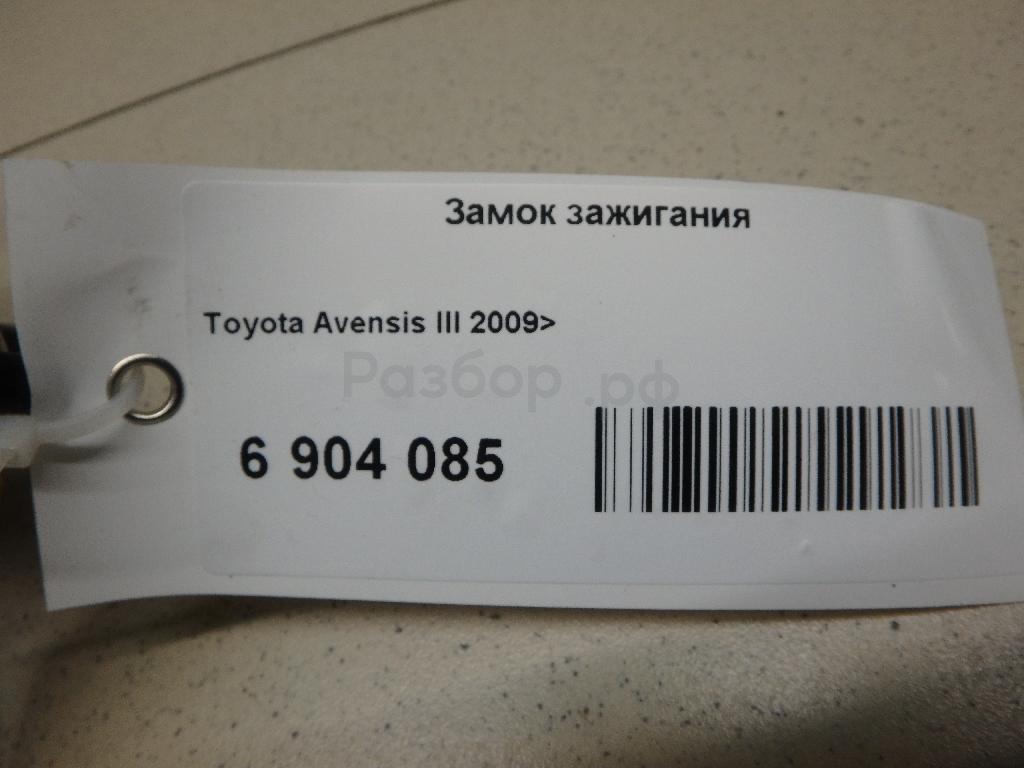 Замок зажигания
Toyota Avensis III 2009>
Разбор.рф
6 904 085